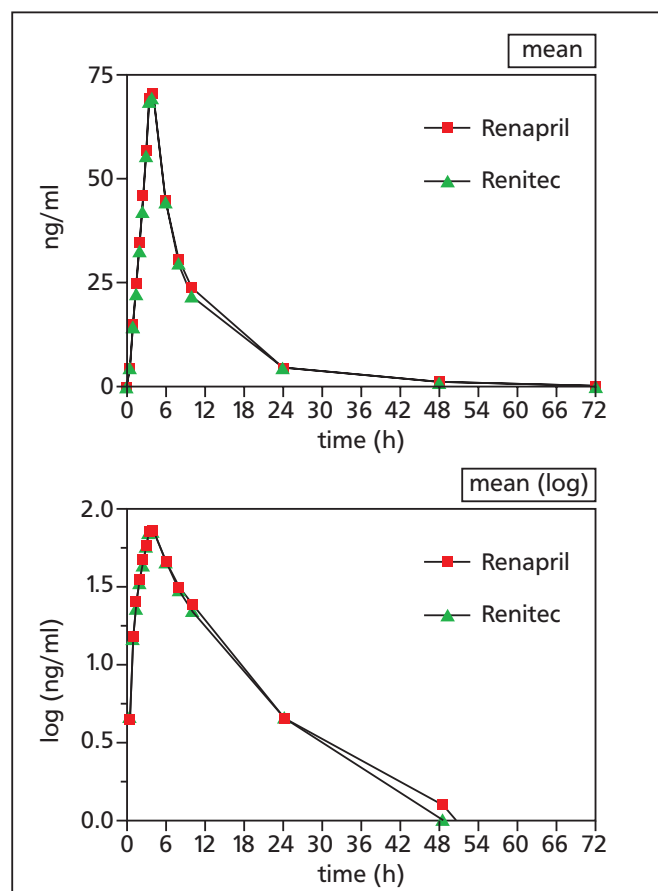 mean
75
50
25
0
ng/ml
Renapril
Renitec
0 6 12 18 24 30 36 42 48 54 60 66 72
time (h)
mean (log)
2.0
1.5
1.0
0.5
0.0
log (ng/ml)
Renapril
Renitec
0 6 12 18 24 30 36 42 48 54 60 66 72
time (h)